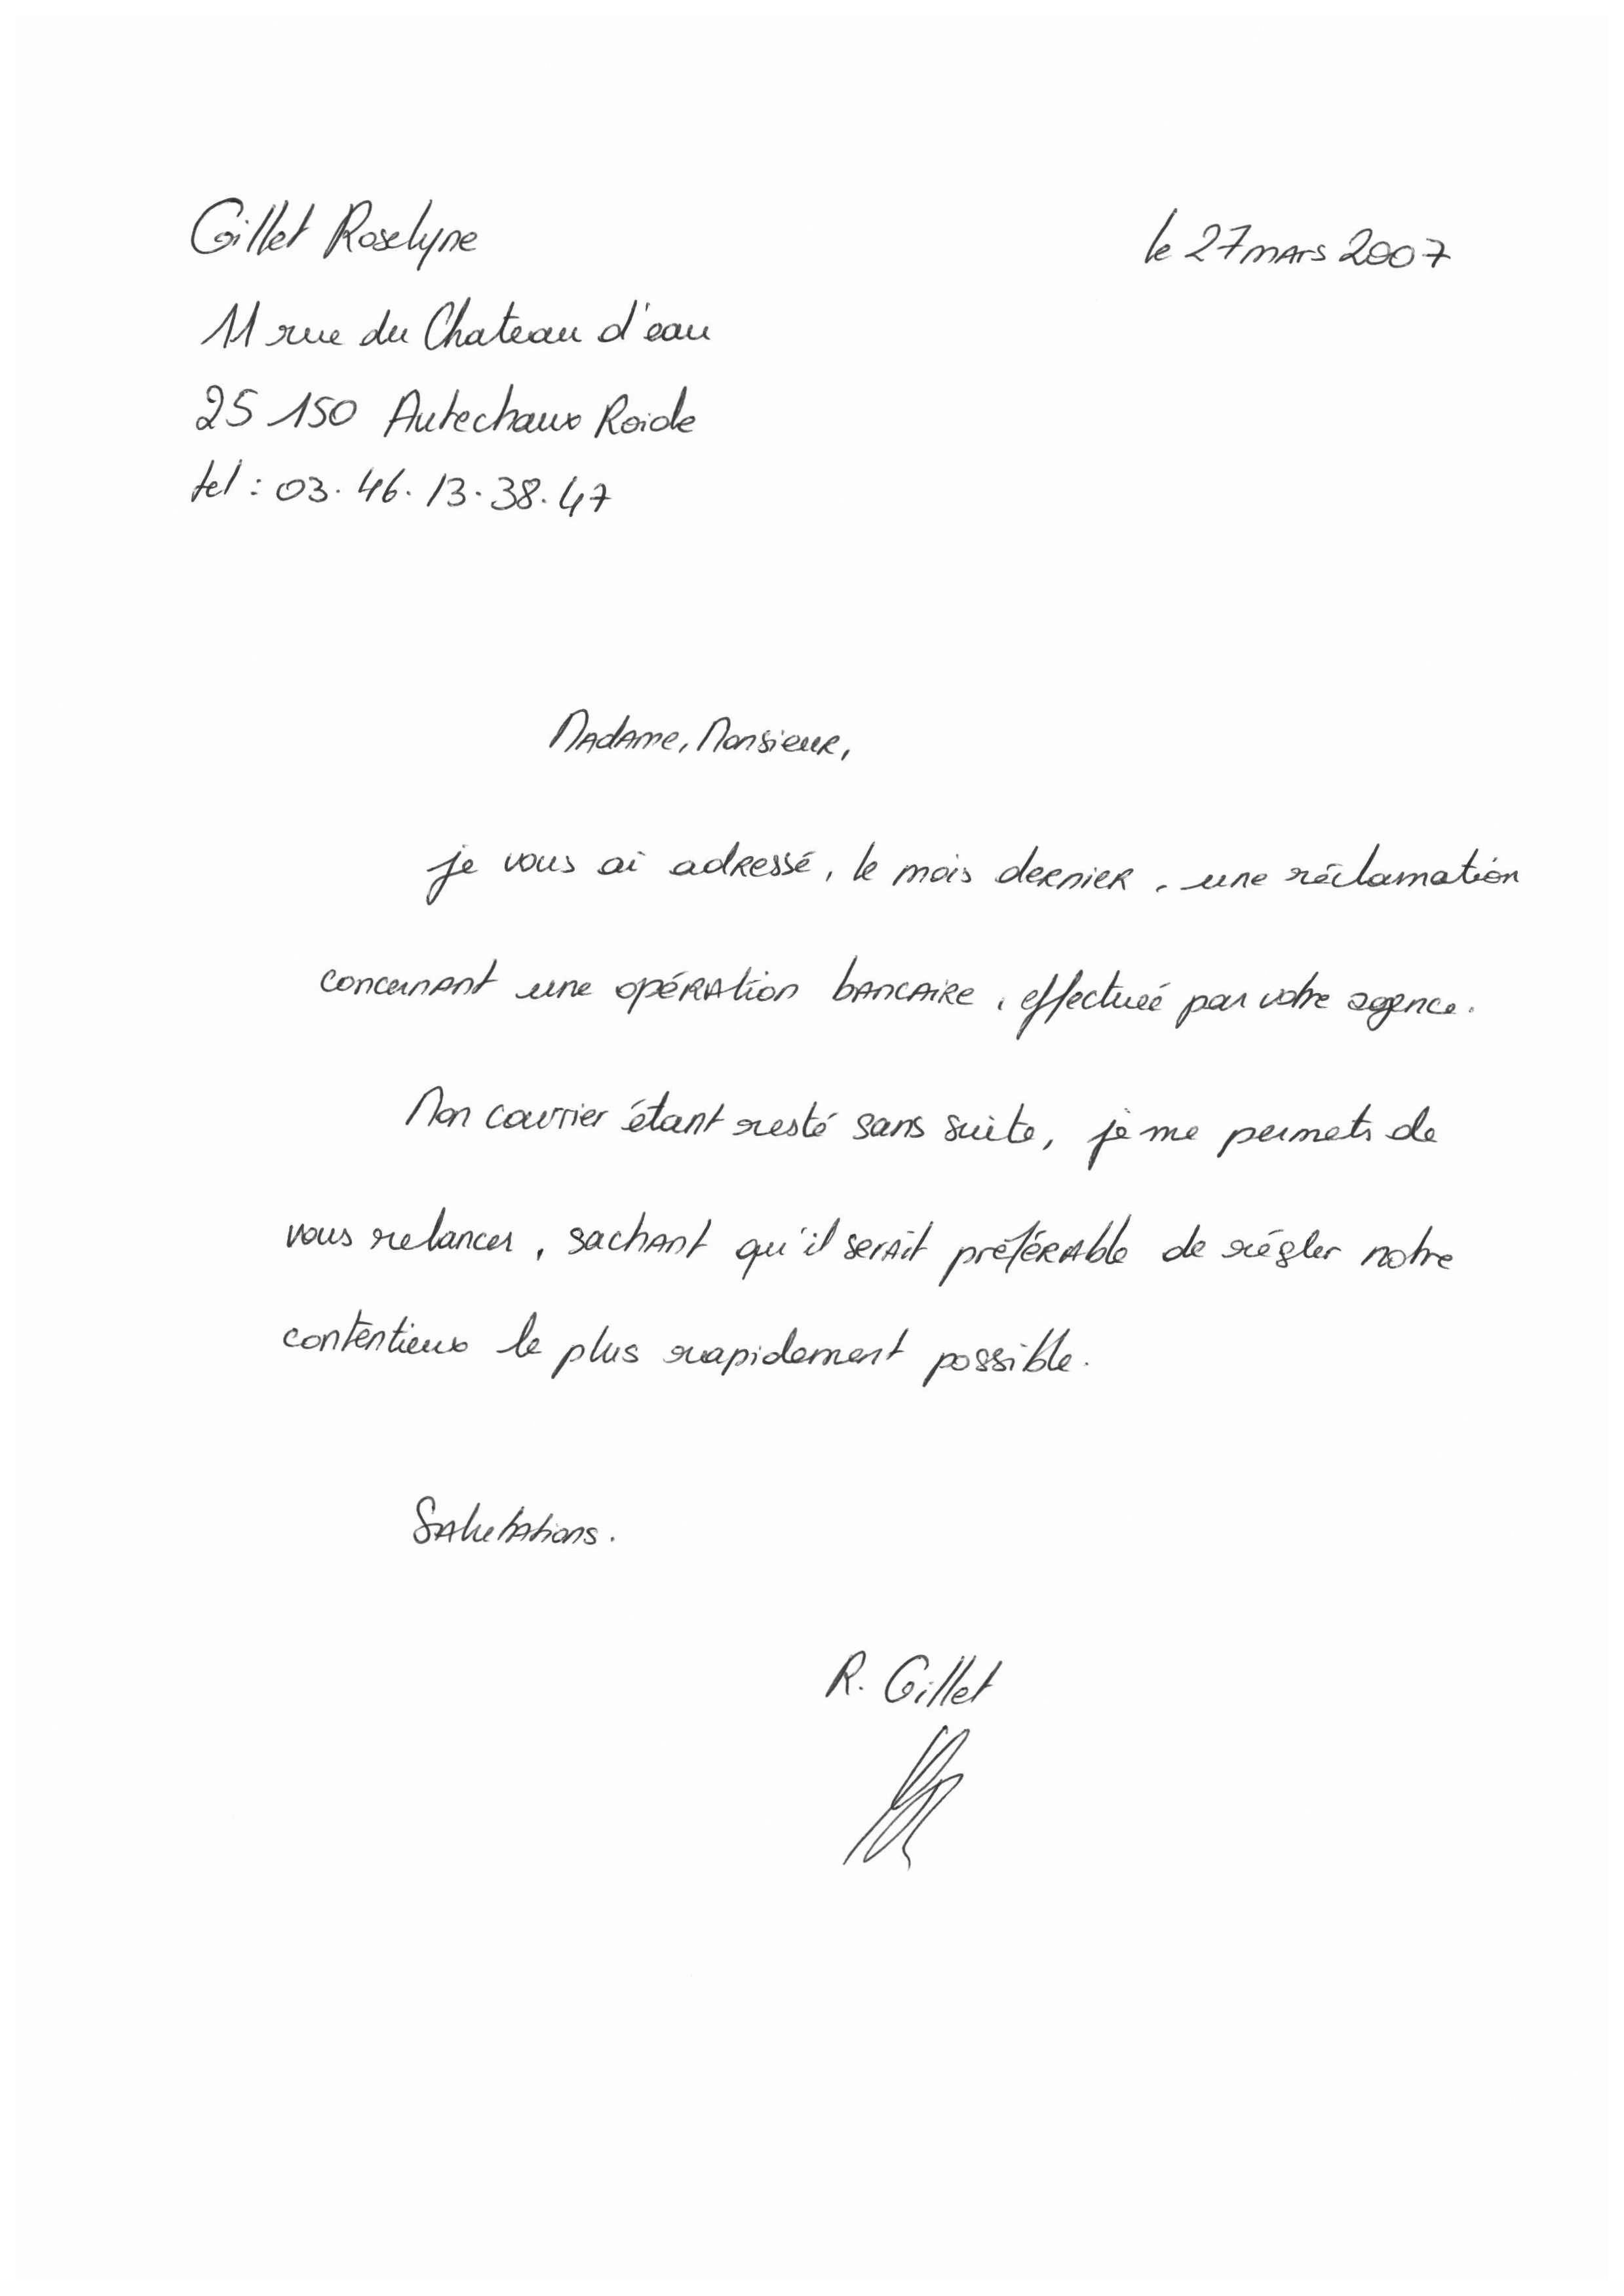 Gillet Roselyne
le 27 mars 2007
11 rue du Chateau d'eau
25 150 Autechaux Roide
tel : 03. 46. 13. 38. 47
Madame, Monsieur,
je vous ai adressé, le mois dernier, une réclamation
concernant une opération bancaire, effectueé par votre agence.
Mon courrier étant resté sans suite, je me permets de
vous relancer, sachant qu'il serait préférable de régler notre
contentieux le plus rapidement possible.
Salutations.
R. Gillet